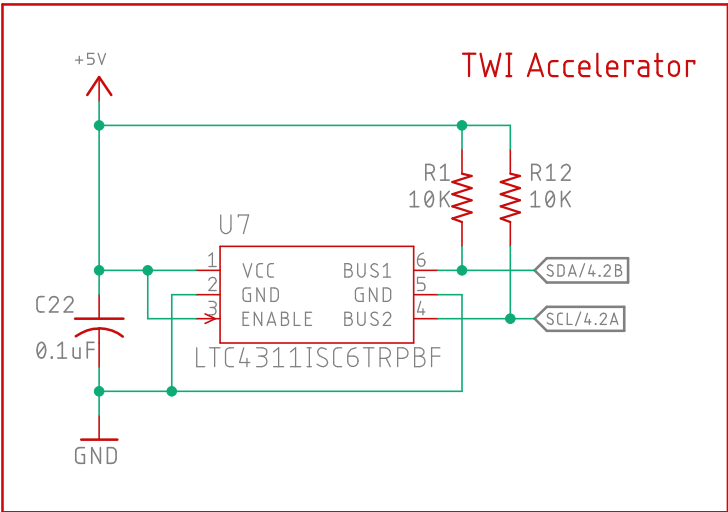 +5V
TWI Accelerator
R1
10K
R12
10K
U7
1
VCC
BUS1
6
SDA/4.2B
2
GND
GND
5
3
ENABLE
BUS2
4
SCL/4.2A
C22
0.1uF
LTC4311ISC6TRPBF
GND